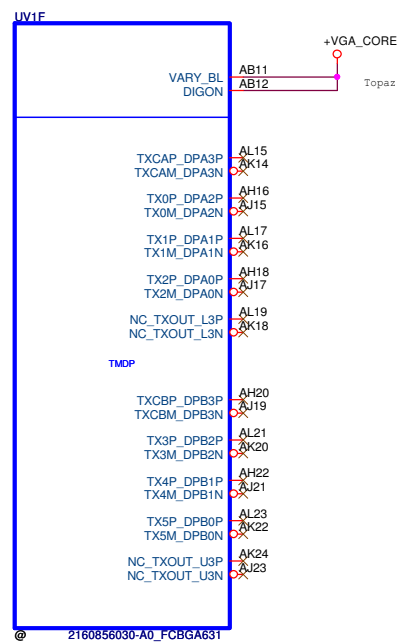 UV1F
+VGA_CORE
VARY_BL AB11
DIGON AB12
Topaz
TXCAP_DPA3P AL15
TXCAM_DPA3N AK14
TX0P_DPA2P AH16
TX0M_DPA2N AJ15
TX1P_DPA1P AL17
TX1M_DPA1N AK16
TX2P_DPA0P AH18
TX2M_DPA0N AJ17
NC_TXOUT_L3P AL19
NC_TXOUT_L3N AK18
TMDP
TXCBP_DPB3P AH20
TXCBM_DPB3N AJ19
TX3P_DPB2P AL21
TX3M_DPB2N AK20
TX4P_DPB1P AH22
TX4M_DPB1N AJ21
TX5P_DPB0P AL23
TX5M_DPB0N AK22
NC_TXOUT_U3P AK24
NC_TXOUT_U3N AJ23
@ 2160856030-A0_FCBGA631